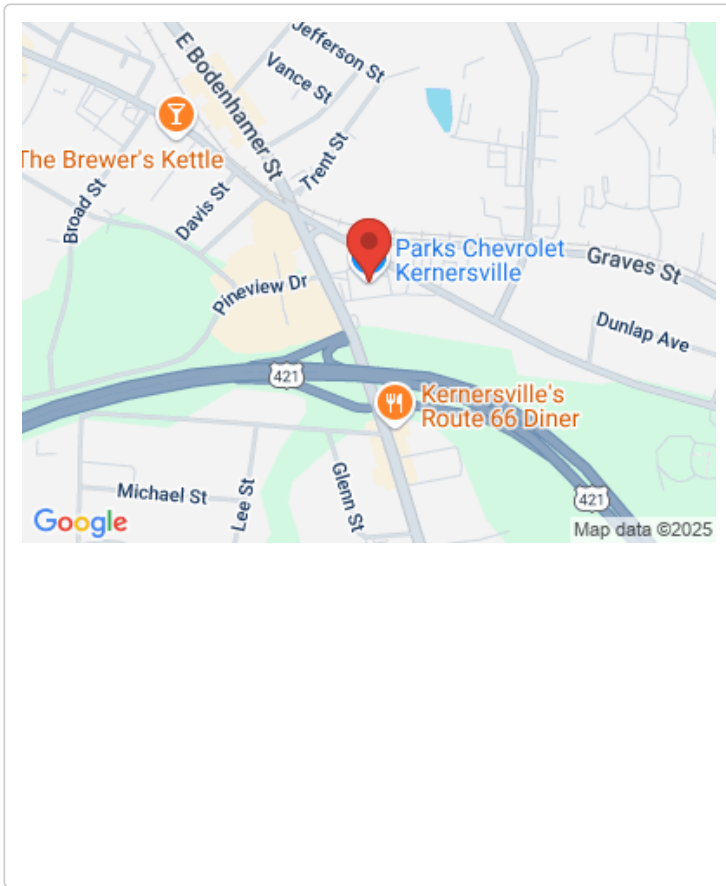 Jefferson St
E Bodenhamer St
Vance St
The Brewer's Kettle
Trent St
Broad St
Davis St
Parks Chevrolet
Kernersville
Graves St
Pineview Dr
Dunlap Ave
421
Kernersville's
Route 66 Diner
Glenn St
Michael St
Lee St
421
Google
Map data ©2025